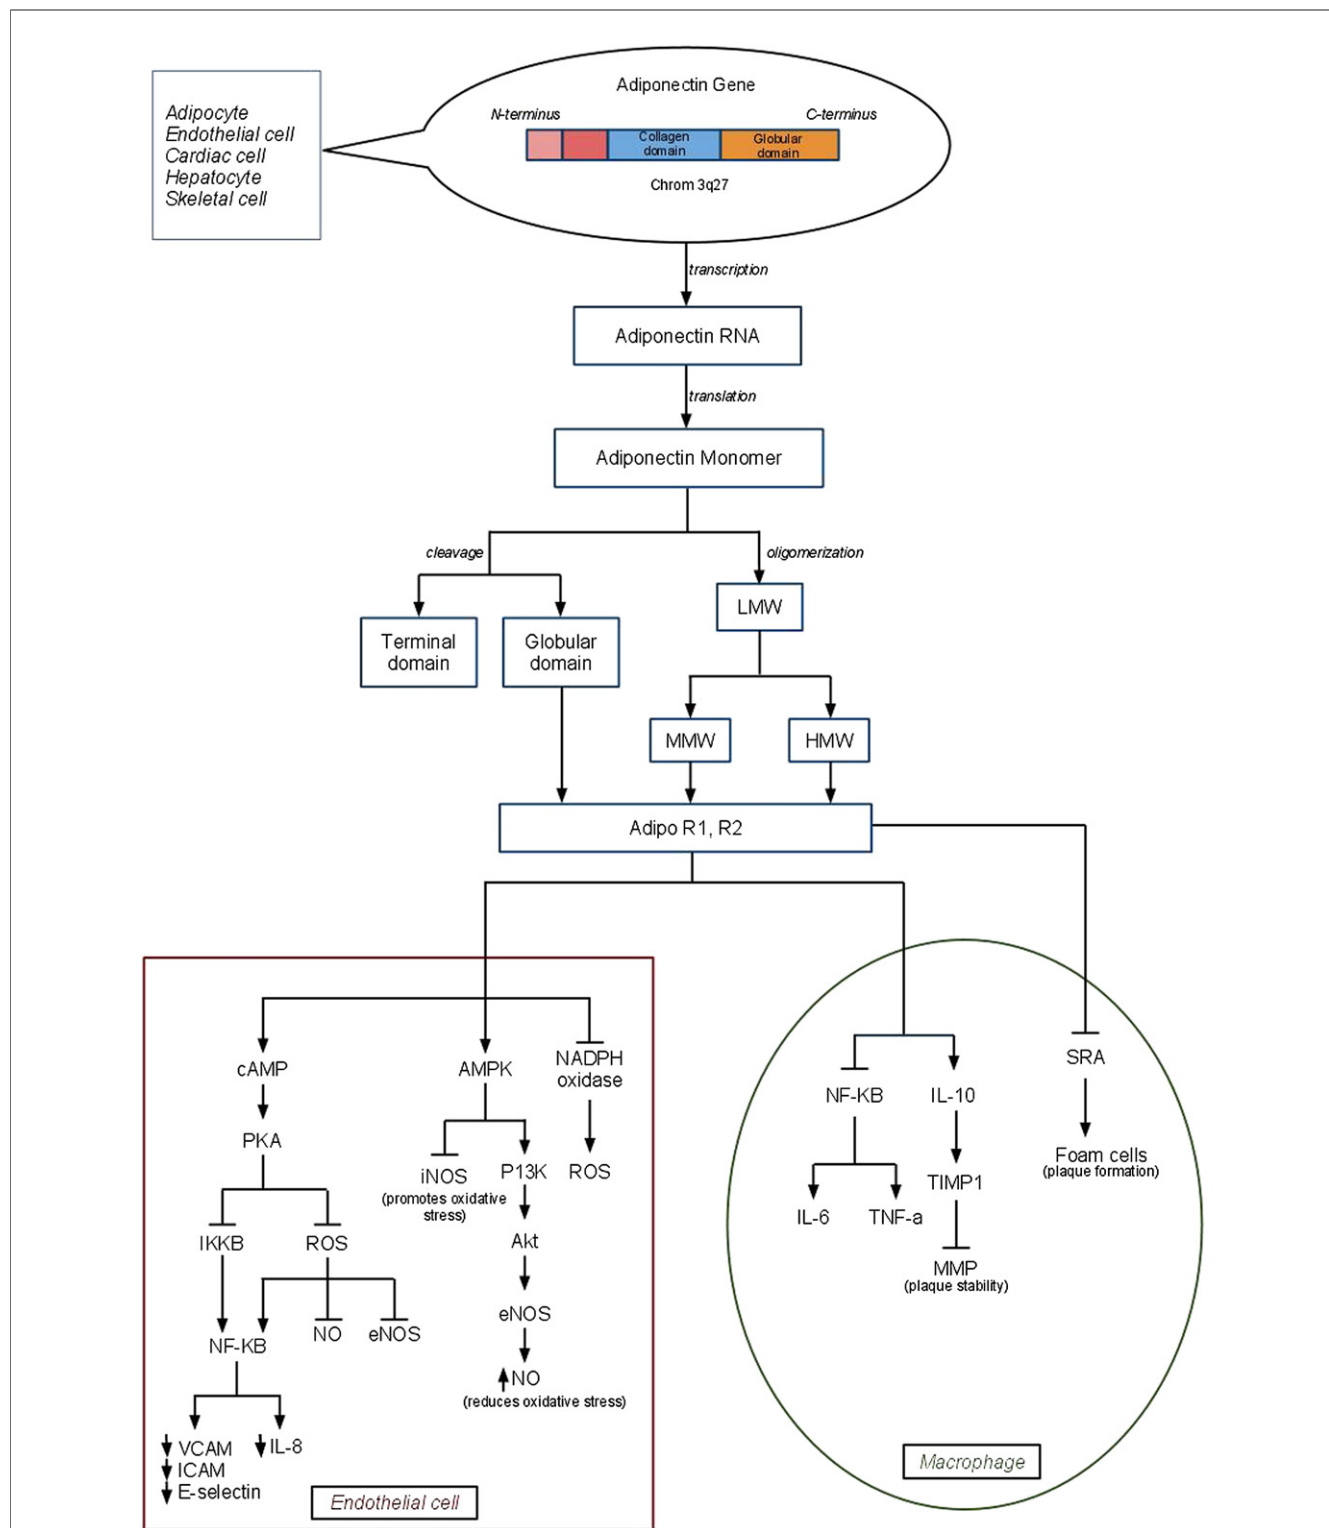 Adiponectin Gene
N-terminus
C-terminus
Collagen
domain
Globular
domain
Chrom 3q27
Adipocyte
Endothelial cell
Cardiac cell
Hepatocyte
Skeletal cell
transcription
Adiponectin RNA
translation
Adiponectin Monomer
cleavage
oligomerization
LMW
Terminal
domain
Globular
domain
MMW
HMW
Adipo R1, R2
cAMP
AMPK
NADPH
oxidase
PKA
iNOS
(promotes oxidative
stress)
P13K
ROS
IKKB
ROS
Akt
NF-KB
NO
eNOS
eNOS
NO
(reduces oxidative stress)
VCAM
ICAM
E-selectin
IL-8
Endothelial cell
NF-KB
IL-10
SRA
IL-6
TNF-a
TIMP1
Foam cells
(plaque formation)
MMP
(plaque stability)
Macrophage